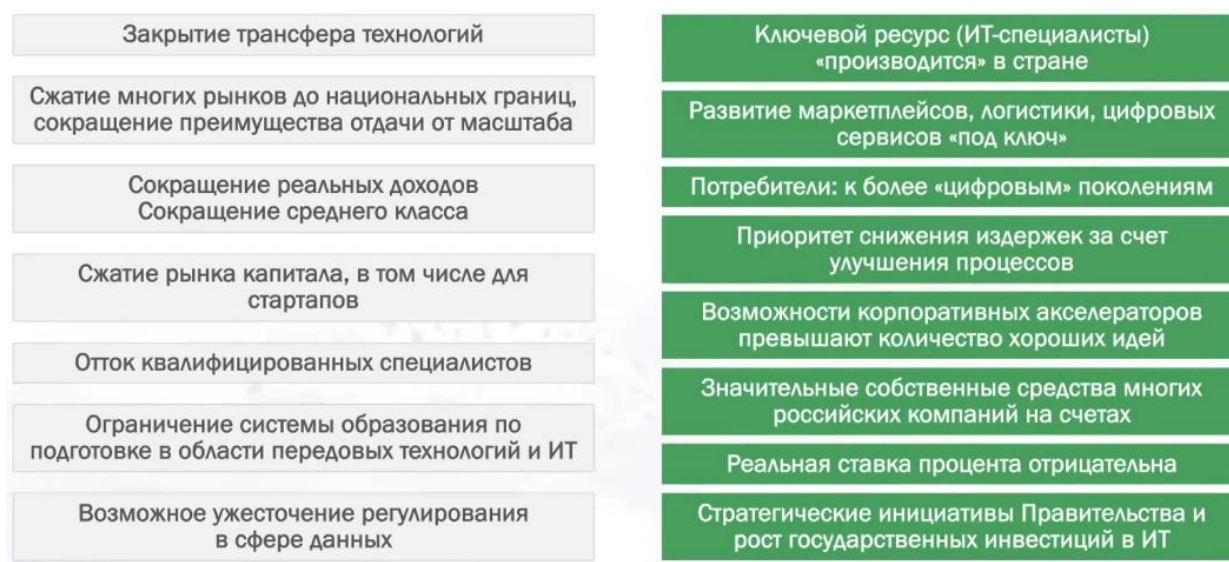 Закрытие трансфера технологий
Сжатие многих рынков до национальных границ,
сокращение преимущества отдачи от масштаба
Сокращение реальных доходов
Сокращение среднего класса
Сжатие рынка капитала, в том числе для
стартапов
Отток квалифицированных специалистов
Ограничение системы образования по
подготовке в области передовых технологий и ИТ
Возможное ужесточение регулирования
в сфере данных
Ключевой ресурс (ИТ-специалисты)
«производится» в стране
Развитие маркетплейсов, логистики, цифровых
сервисов «под ключ»
Потребители: к более «цифровым» поколениям
Приоритет снижения издержек за счет
улучшения процессов
Возможности корпоративных акселераторов
превышают количество хороших идей
Значительные собственные средства многих
российских компаний на счетах
Реальная ставка процента отрицательна
Стратегические инициативы Правительства и
рост государственных инвестиций в ИТ